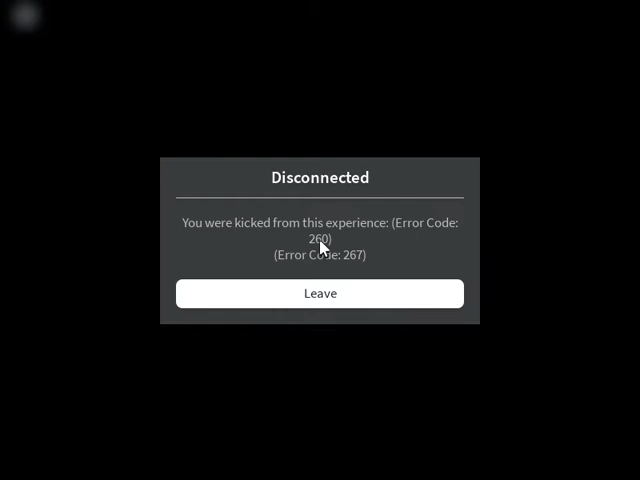 Disconnected
You were kicked from this experience: (Error Code:
260)
(Error Code: 267)
Leave